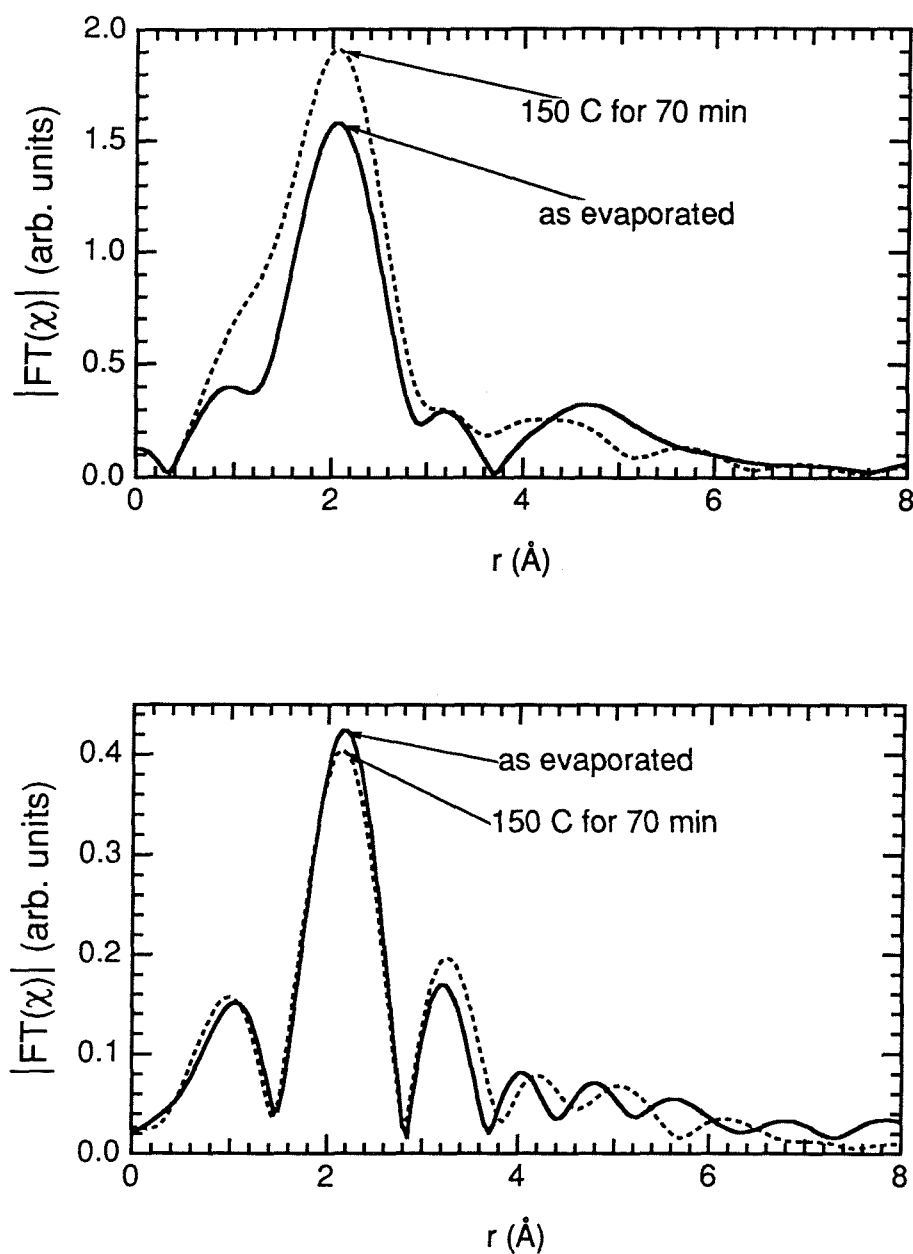 2.0
1.5
1.0
0.5
0.0
|FT(χ)| (arb. units)
150 C for 70 min
as evaporated
0 2 4 6 8
r (Å)
0.4
0.3
0.2
0.1
0.0
|FT(χ)| (arb. units)
as evaporated
150 C for 70 min
0 2 4 6 8
r (Å)